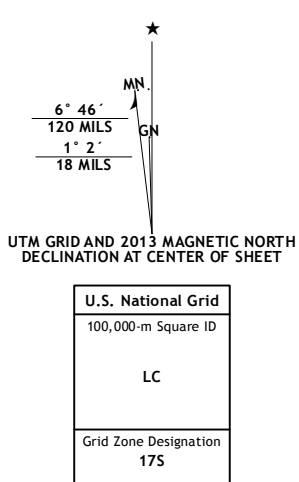 ★
MN
6° 46´
120 MILS
GN
1° 2´
18 MILS
UTM GRID AND 2013 MAGNETIC NORTH
DECLINATION AT CENTER OF SHEET
U.S. National Grid
100,000-m Square ID
LC
Grid Zone Designation
17S